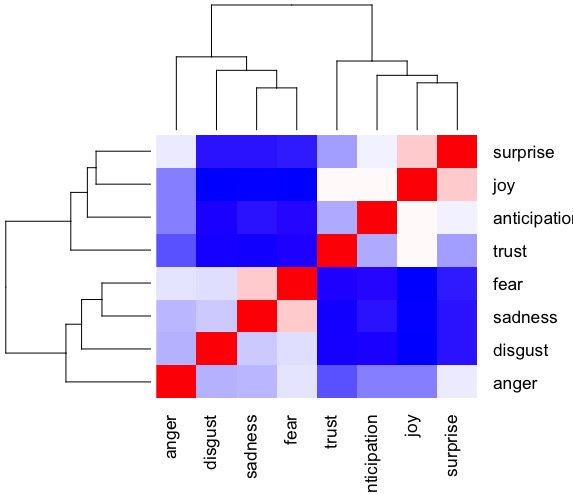 surprise
joy
anticipatio
trust
fear
sadness
disgust
anger
anger
disgust
sadness
fear
trust
nticipation
joy
surprise